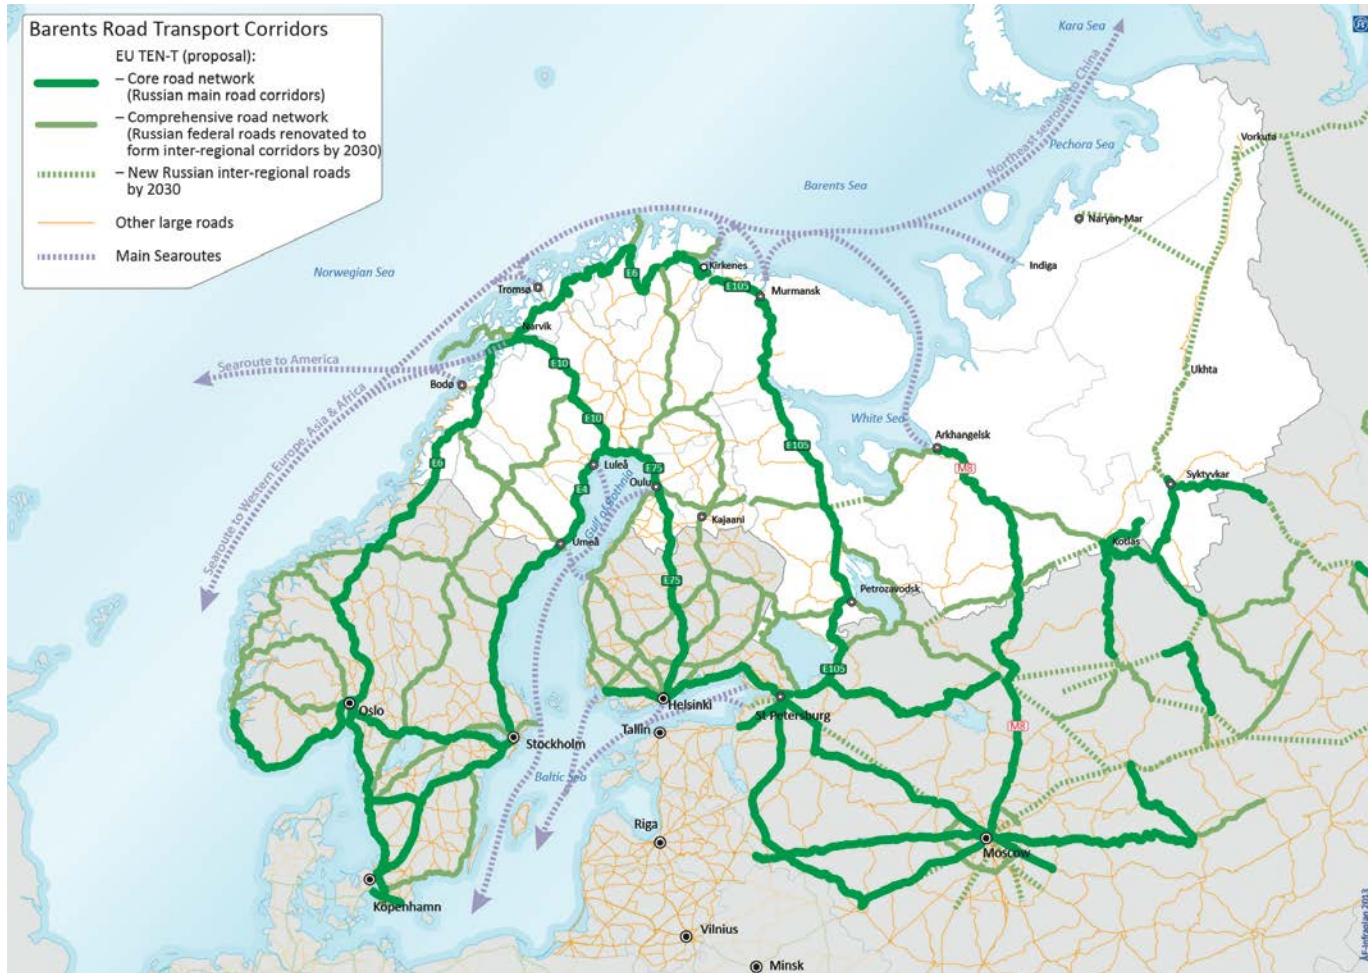 Barents Road Transport Corridors
EU TEN-T (proposal):
– Core road network
(Russian main road corridors)
– Comprehensive road network
(Russian federal roads renovated to
form inter-regional corridors by 2030)
– New Russian inter-regional roads
by 2030
Other large roads
Main Searoutes
Kara Sea
Northeast searoute to China
Pechora Sea
Vorkuta
Barents Sea
Naryan-Mar
Norwegian Sea
Kirkenes
Indiga
E6
Tromsø
E105
Murmansk
Narvik
Searoute to America
E10
Ukhta
Bodø
White Sea
E10
Searoute to Western Europe, Asia & Africa
Arkhangelsk
E105
E6
Luleå
E75
M8
Syktyvkar
E4
Oulu
Gulf of Bothnia
Kajaani
Umeå
Kotlas
E75
Petrozavodsk
E105
Oslo
Helsinki
St Petersburg
M8
Tallin
Stockholm
Baltic Sea
Riga
Moscow
Köpenhamn
Vilnius
Minsk